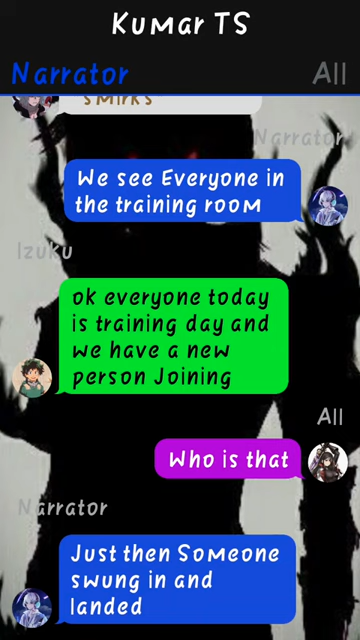 Kumar TS
Narrator
All
smirks
Narrator
We see Everyone in
the training room
Izuku
ok everyone today
is training day and
we have a new
person Joining
All
Who is that
Narrator
Just then Someone
swung in and
landed